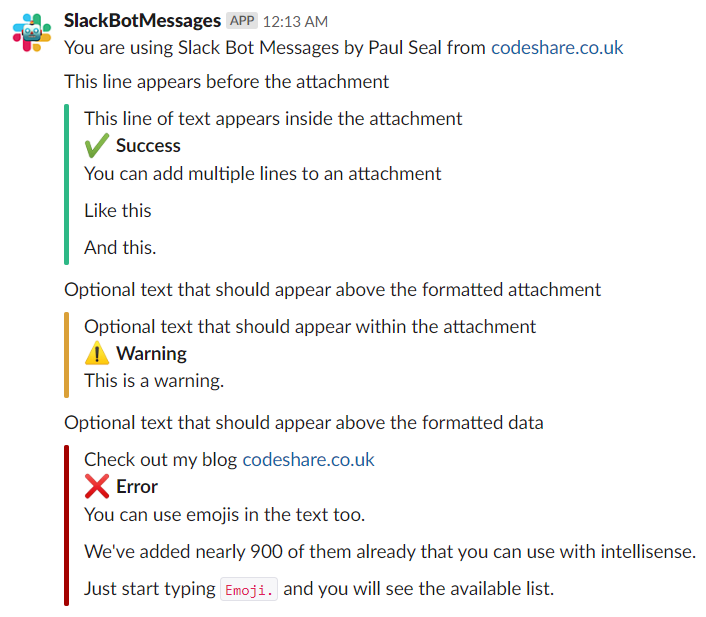 SlackBotMessages APP 12:13 AM
You are using Slack Bot Messages by Paul Seal from codeshare.co.uk
This line appears before the attachment
This line of text appears inside the attachment
Success
You can add multiple lines to an attachment
Like this
And this.
Optional text that should appear above the formatted attachment
Optional text that should appear within the attachment
Warning
This is a warning.
Optional text that should appear above the formatted data
Check out my blog codeshare.co.uk
Error
You can use emojis in the text too.
We've added nearly 900 of them already that you can use with intellisense.
Just start typing Emoji. and you will see the available list.